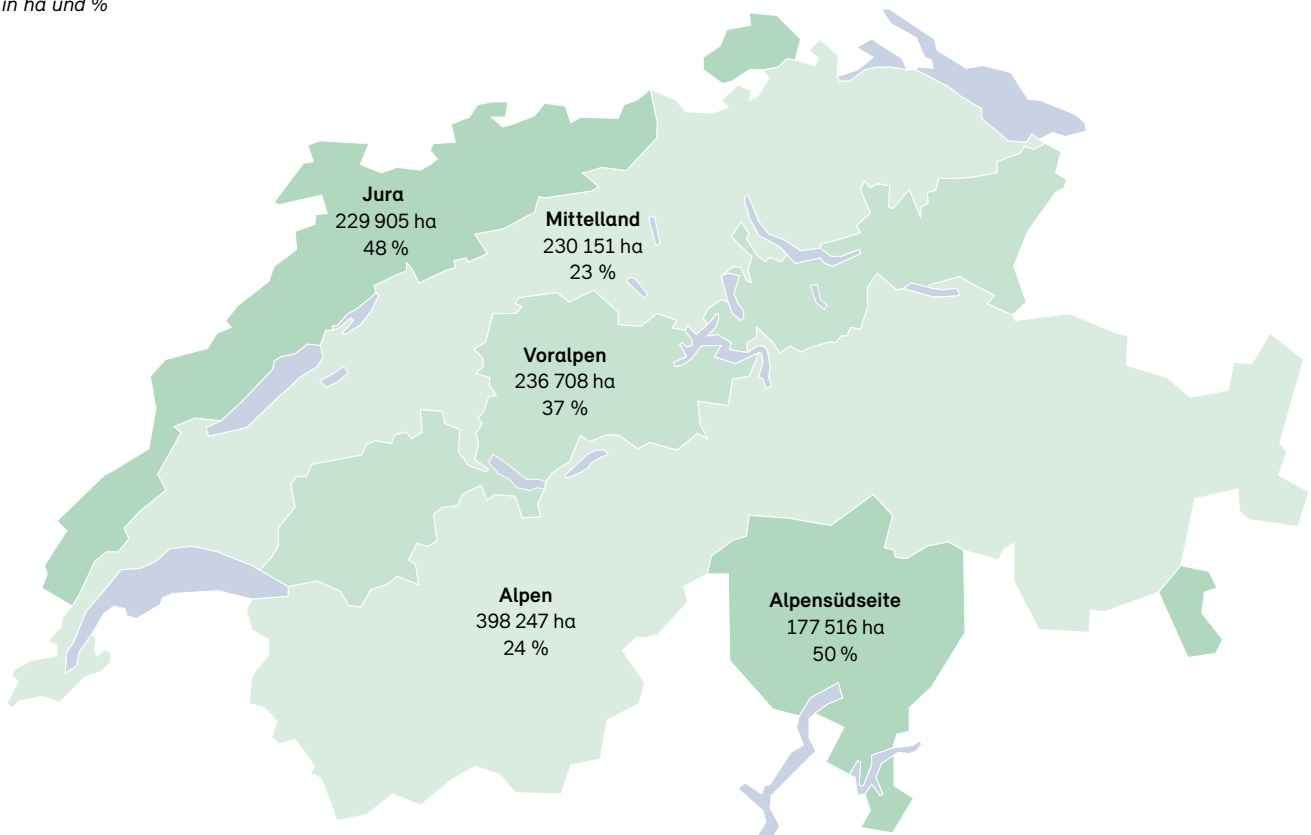 in ha und %
Jura
229 905 ha
48 %
Mittelland
230 151 ha
23 %
Voralpen
236 708 ha
37 %
Alpen
398 247 ha
24 %
Alpensüdseite
177 516 ha
50 %